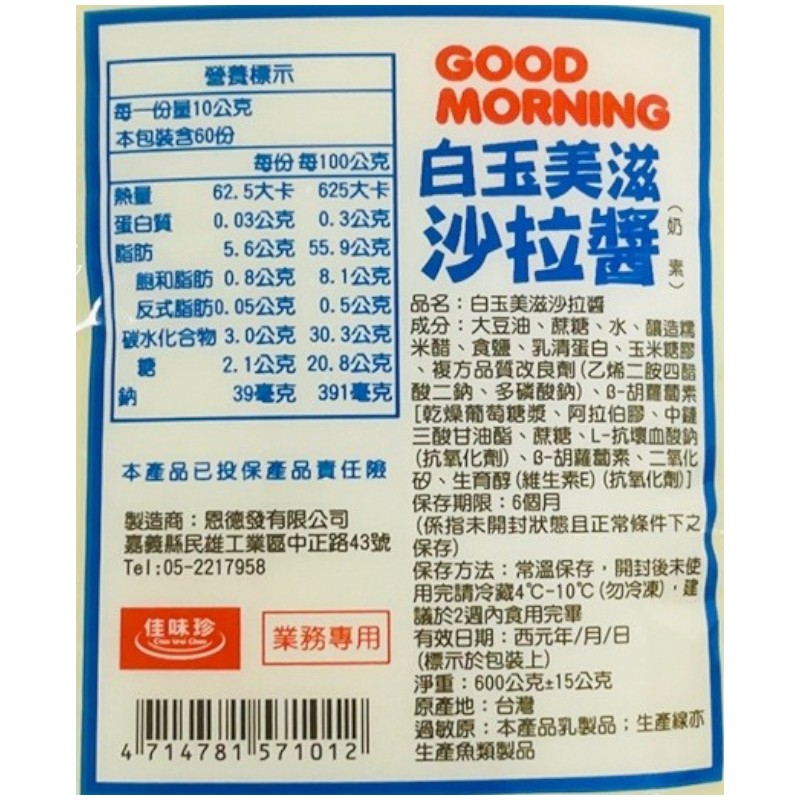 營養標示
每一份量10公克
本包裝含60份
每份 每100公克
熱量 62.5大卡 625大卡
蛋白質 0.03公克 0.3公克
脂肪 5.6公克 55.9公克
飽和脂肪 0.8公克 8.1公克
反式脂肪 0.05公克 0.5公克
碳水化合物 3.0公克 30.3公克
糖 2.1公克 20.8公克
鈉 39毫克 391毫克
本產品已投保產品責任險
製造商：恩德發有限公司
嘉義縣民雄工業區中正路43號
Tel:05-2217958
佳味珍
業務專用
4 714781 571012
GOOD
MORNING
白玉美滋
沙拉醬
(奶素)
品名：白玉美滋沙拉醬
成分：大豆油、蔗糖、水、釀造糯
米醋、食鹽、乳清蛋白、玉米糖膠
、複方品質改良劑(乙烯二胺四醋
酸二鈉、多磷酸鈉)、β-胡蘿蔔素
[乾燥葡萄糖漿、阿拉伯膠、中鏈
三酸甘油酯、蔗糖、L-抗壞血酸鈉
(抗氧化劑)、β-胡蘿蔔素、二氧化
矽、生育醇(維生素E)(抗氧化劑)]
保存期限：6個月
(係指未開封狀態且正常條件下之
保存)
保存方法：常溫保存，開封後未使
用完請冷藏4℃-10℃(勿冷凍)，建
議於2週內食用完畢
有效日期：西元年/月/日
(標示於包裝上)
淨重：600公克±15公克
原產地：台灣
過敏原：本產品乳製品；生產線亦
生產魚類製品